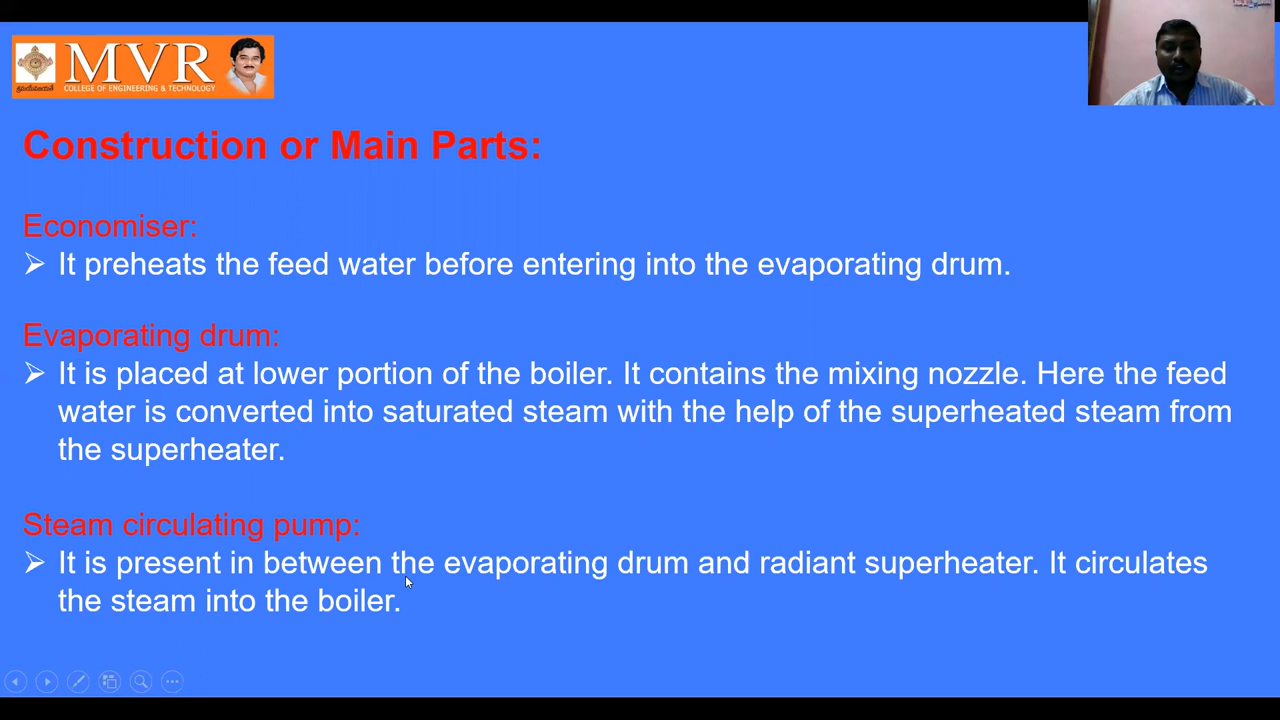 MVR
COLLEGE OF ENGINEERING & TECHNOLOGY
Construction or Main Parts:
Economiser:
➢ It preheats the feed water before entering into the evaporating drum.
Evaporating drum:
➢ It is placed at lower portion of the boiler. It contains the mixing nozzle. Here the feed
water is converted into saturated steam with the help of the superheated steam from
the superheater.
Steam circulating pump:
➢ It is present in between the evaporating drum and radiant superheater. It circulates
the steam into the boiler.